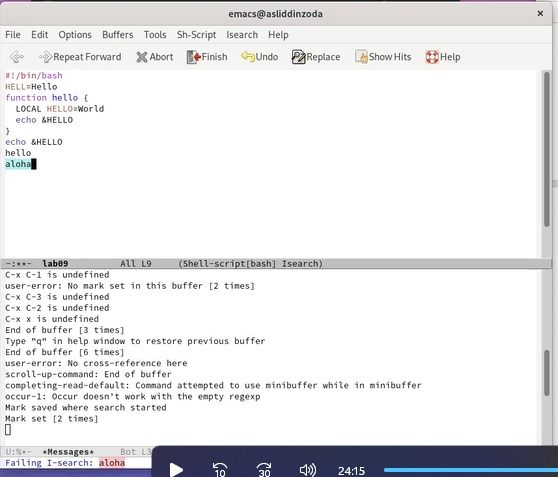 emacs@asliddinzoda ×
File Edit Options Buffers Tools Sh-Script Isearch Help
Repeat Forward Abort Finish Undo Replace Show Hits Help
#!/bin/bash
HELL=Hello
function hello {
LOCAL HELLO=World
echo &HELLO
}
echo &HELLO
hello
aloha
-:**- lab09 All L9 (Shell-script[bash] Isearch)
C-x C-1 is undefined
user-error: No mark set in this buffer [2 times]
C-x C-3 is undefined
C-x C-2 is undefined
C-x x is undefined
End of buffer [3 times]
Type "q" in help window to restore previous buffer
End of buffer [6 times]
user-error: No cross-reference here
scroll-up-command: End of buffer
completing-read-default: Command attempted to use minibuffer while in minibuffer
occur-1: Occur doesn't work with the empty regexp
Mark saved where search started
Mark set [2 times]
U:%*- *Messages* Bot L3
Failing I-search: aloha
10 30 24:15